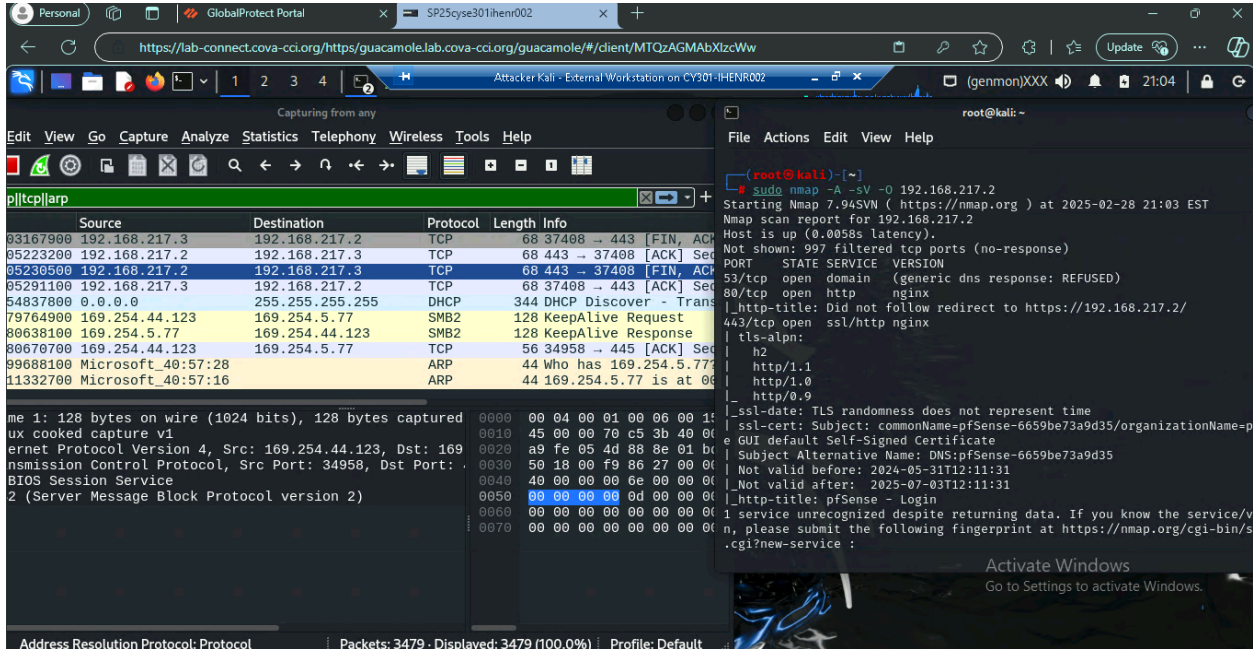 Personal
GlobalProtect Portal
SP25cyse301ihenr002
https://lab-connect.cova-cci.org/https/guacamole.lab.cova-cci.org/guacamole/#/client/MTQzAGMAbXlzcWw
Update
1 2 3 4
2
Attacker Kali - External Workstation on CY301-IHENR002
(genmon)XXX
21:04
Capturing from any
Edit View Go Capture Analyze Statistics Telephony Wireless Tools Help
p||tcp||arp
Source Destination Protocol Length Info
03167900 192.168.217.3 192.168.217.2 TCP 68 37408 → 443 [FIN, ACK
05223200 192.168.217.2 192.168.217.3 TCP 68 443 → 37408 [ACK] Seq
05230500 192.168.217.2 192.168.217.3 TCP 68 443 → 37408 [FIN, ACK
05291100 192.168.217.3 192.168.217.2 TCP 68 37408 → 443 [ACK] Seq
54837800 0.0.0.0 255.255.255.255 DHCP 344 DHCP Discover - Trans
79764900 169.254.44.123 169.254.5.77 SMB2 128 KeepAlive Request
80638100 169.254.5.77 169.254.44.123 SMB2 128 KeepAlive Response
80670700 169.254.44.123 169.254.5.77 TCP 56 34958 → 445 [ACK] Seq
99688100 Microsoft_40:57:28 ARP 44 Who has 169.254.5.77?
11332700 Microsoft_40:57:16 ARP 44 169.254.5.77 is at 00
me 1: 128 bytes on wire (1024 bits), 128 bytes captured
ux cooked capture v1
ernet Protocol Version 4, Src: 169.254.44.123, Dst: 169
nsmission Control Protocol, Src Port: 34958, Dst Port:
BIOS Session Service
2 (Server Message Block Protocol version 2)
0000 00 04 00 01 00 06 00 15
0010 45 00 00 70 c5 3b 40 00
0020 a9 fe 05 4d 88 8e 01 bd
0030 50 18 00 f9 86 27 00 00
0040 40 00 00 00 6e 00 00 00
0050 00 00 00 00 0d 00 00 00
0060 00 00 00 00 00 00 00 00
0070 00 00 00 00 00 00 00 00
Address Resolution Protocol: Protocol
Packets: 3479 · Displayed: 3479 (100.0%)
Profile: Default
root@kali: ~
File Actions Edit View Help
(root㉿kali)-[~]
# sudo nmap -A -sV -O 192.168.217.2
Starting Nmap 7.94SVN ( https://nmap.org ) at 2025-02-28 21:03 EST
Nmap scan report for 192.168.217.2
Host is up (0.0058s latency).
Not shown: 997 filtered tcp ports (no-response)
PORT STATE SERVICE VERSION
53/tcp open domain (generic dns response: REFUSED)
80/tcp open http nginx
|_http-title: Did not follow redirect to https://192.168.217.2/
443/tcp open ssl/http nginx
| tls-alpn:
| h2
| http/1.1
| http/1.0
|_ http/0.9
|_ssl-date: TLS randomness does not represent time
| ssl-cert: Subject: commonName=pfSense-6659be73a9d35/organizationName=p
e GUI default Self-Signed Certificate
| Subject Alternative Name: DNS:pfSense-6659be73a9d35
| Not valid before: 2024-05-31T12:11:31
|_Not valid after: 2025-07-03T12:11:31
|_http-title: pfSense - Login
1 service unrecognized despite returning data. If you know the service/v
n, please submit the following fingerprint at https://nmap.org/cgi-bin/s
.cgi?new-service :
Activate Windows
Go to Settings to activate Windows.